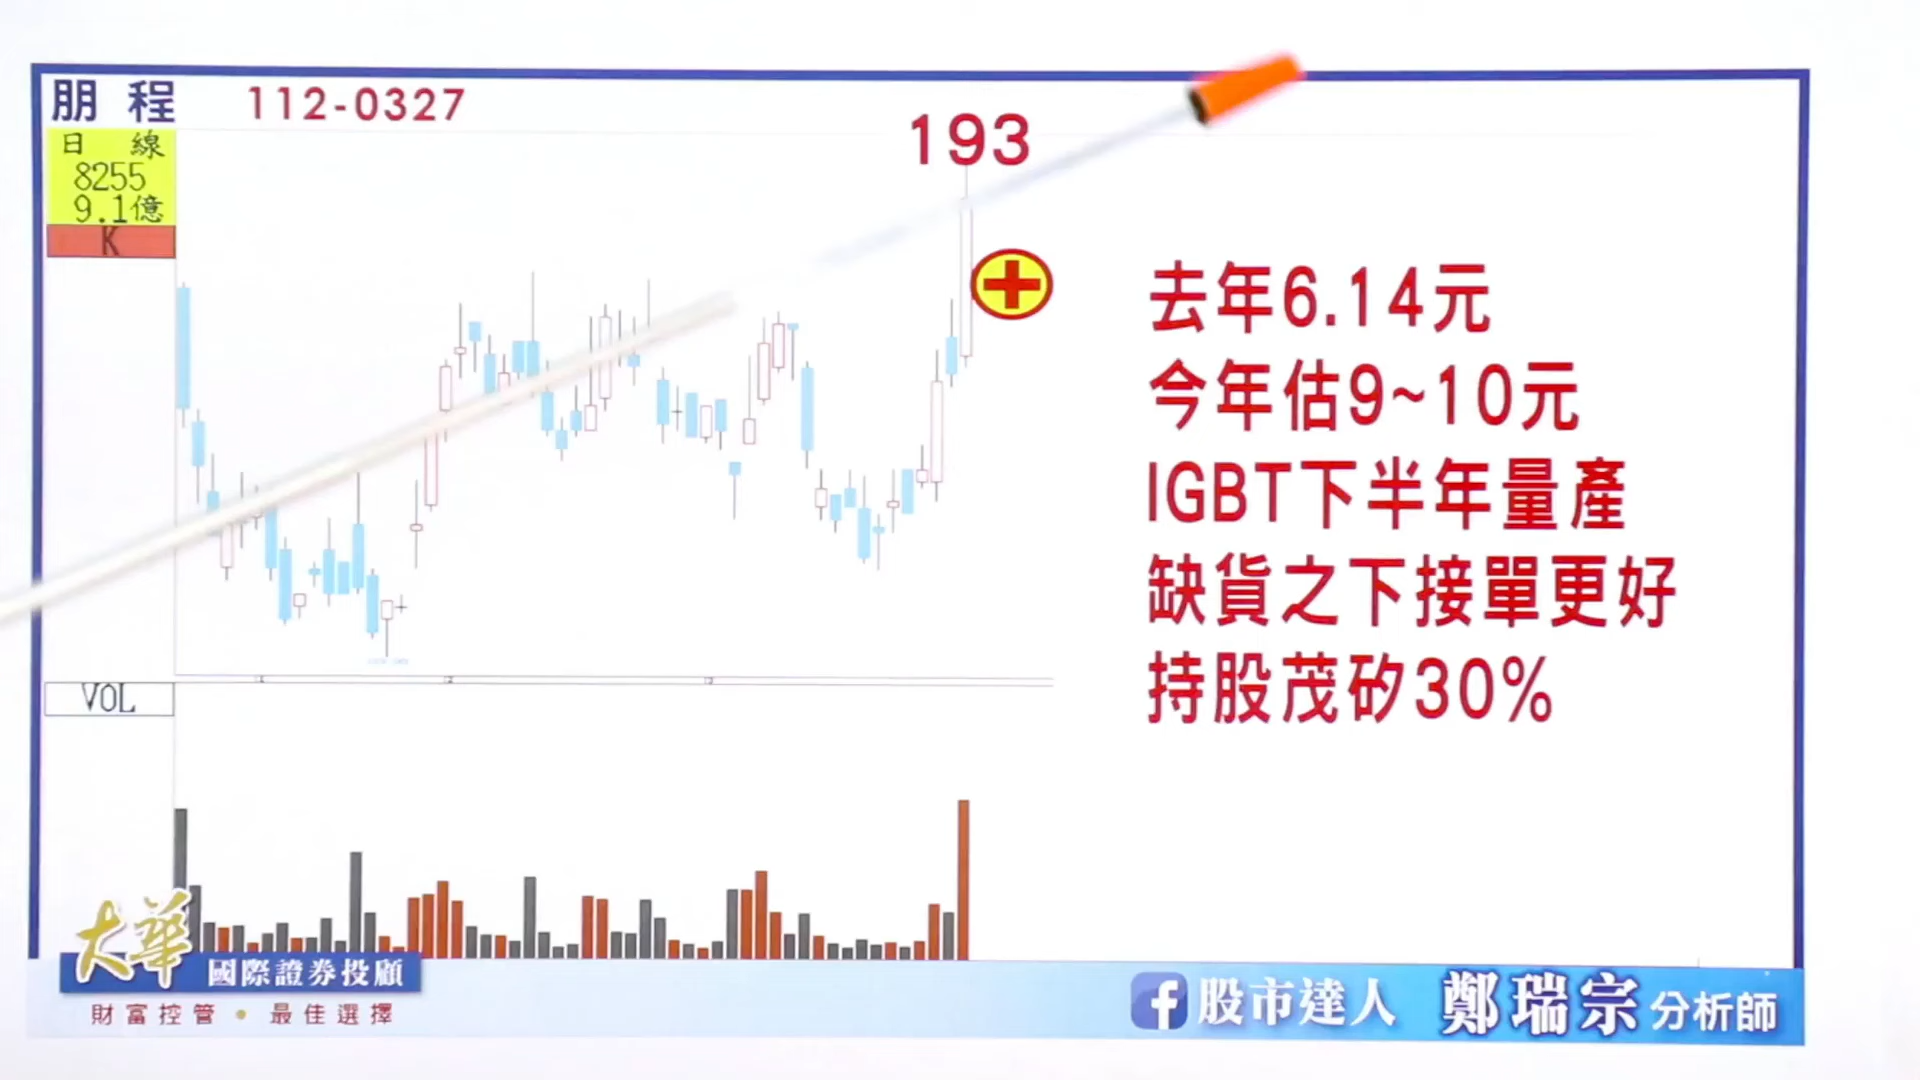 朋程 112-0327
193
日線
8255
9.1億
K
去年6.14元
今年估9~10元
IGBT下半年量產
缺貨之下接單更好
持股茂矽30%
VOL
大華
國際證券投顧
財富控管 • 最佳選擇
f 股市達人 鄭瑞宗 分析師